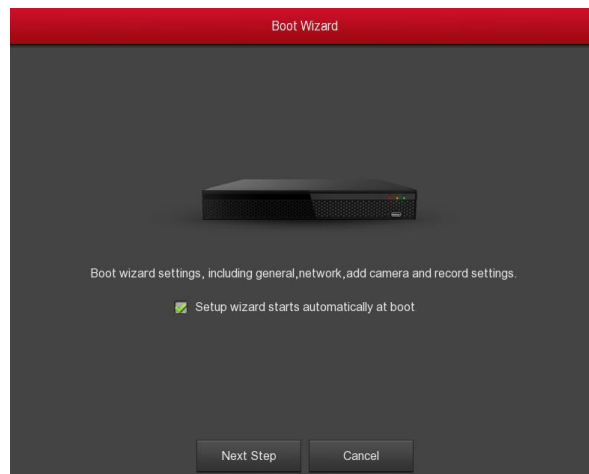 Boot Wizard
Boot wizard settings, including general,network,add camera and record settings.
Setup wizard starts automatically at boot
Next Step
Cancel